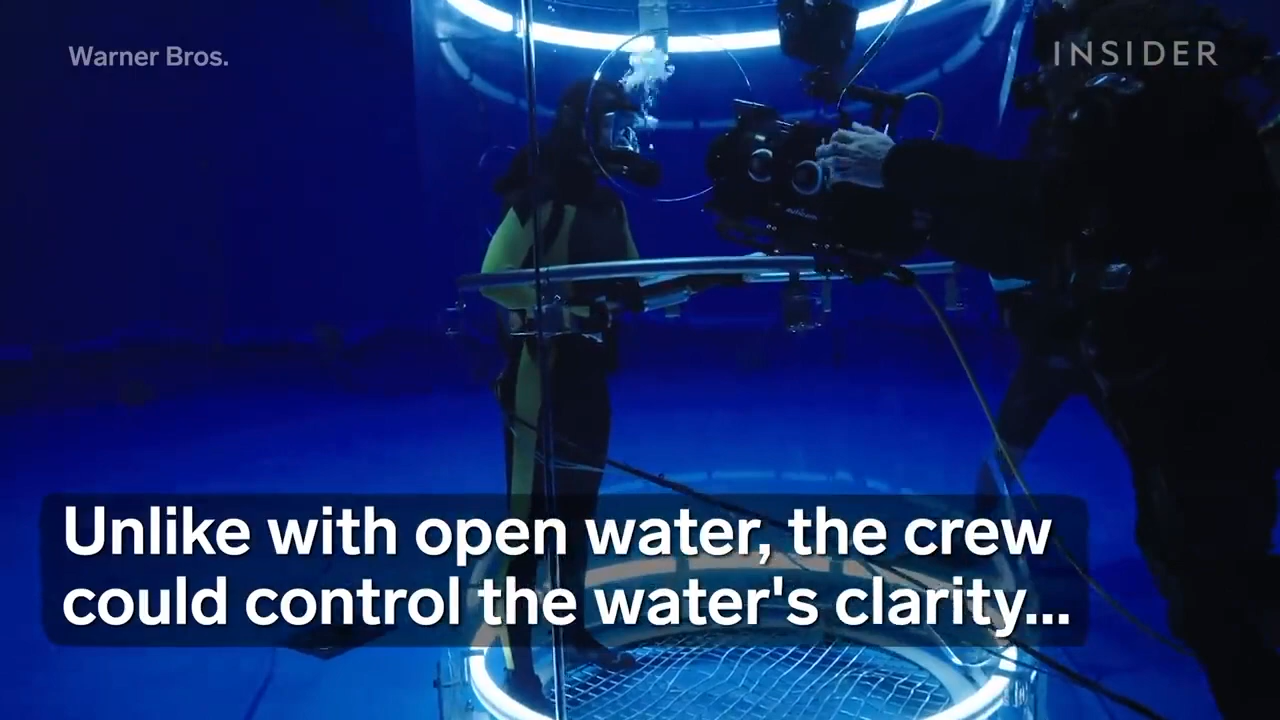 Warner Bros.
INSIDER
Unlike with open water, the crew
could control the water's clarity...